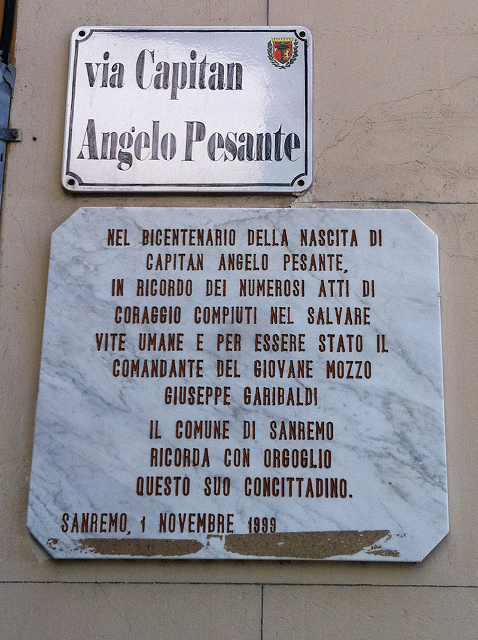 via Capitan
Angelo Pesante
NEL BICENTENARIO DELLA NASCITA DI
CAPITAN ANGELO PESANTE,
IN RICORDO DEI NUMEROSI ATTI DI
CORAGGIO COMPIUTI NEL SALVARE
VITE UMANE E PER ESSERE STATO IL
COMANDANTE DEL GIOVANE MOZZO
GIUSEPPE GARIBALDI
IL COMUNE DI SANREMO
RICORDA CON ORGOGLIO
QUESTO SUO CONCITTADINO.
SANREMO, 1 NOVEMBRE 1999